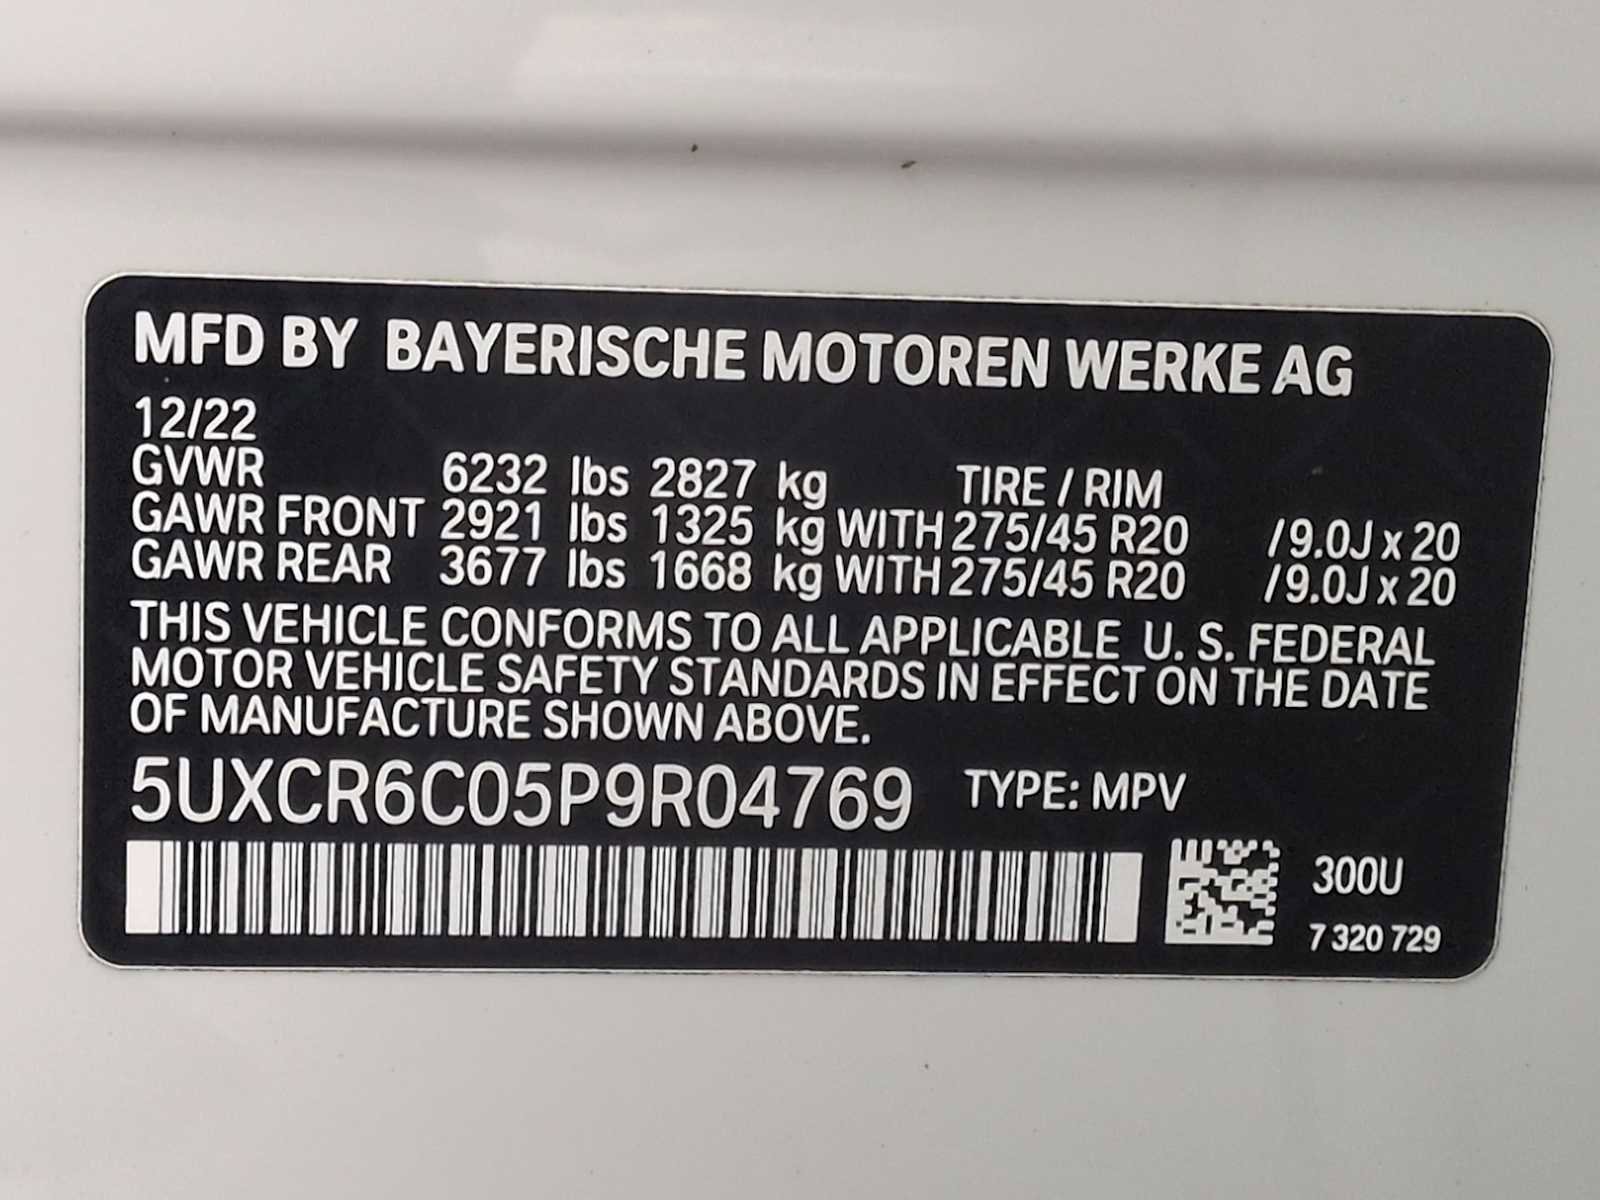 MFD BY BAYERISCHE MOTOREN WERKE AG
12/22
GVWR 6232 lbs 2827 kg TIRE / RIM
GAWR FRONT 2921 lbs 1325 kg WITH 275/45 R20 /9.0J x 20
GAWR REAR 3677 lbs 1668 kg WITH 275/45 R20 /9.0J x 20
THIS VEHICLE CONFORMS TO ALL APPLICABLE U. S. FEDERAL
MOTOR VEHICLE SAFETY STANDARDS IN EFFECT ON THE DATE
OF MANUFACTURE SHOWN ABOVE.
5UXCR6C05P9R04769 TYPE: MPV
300U
7 320 729